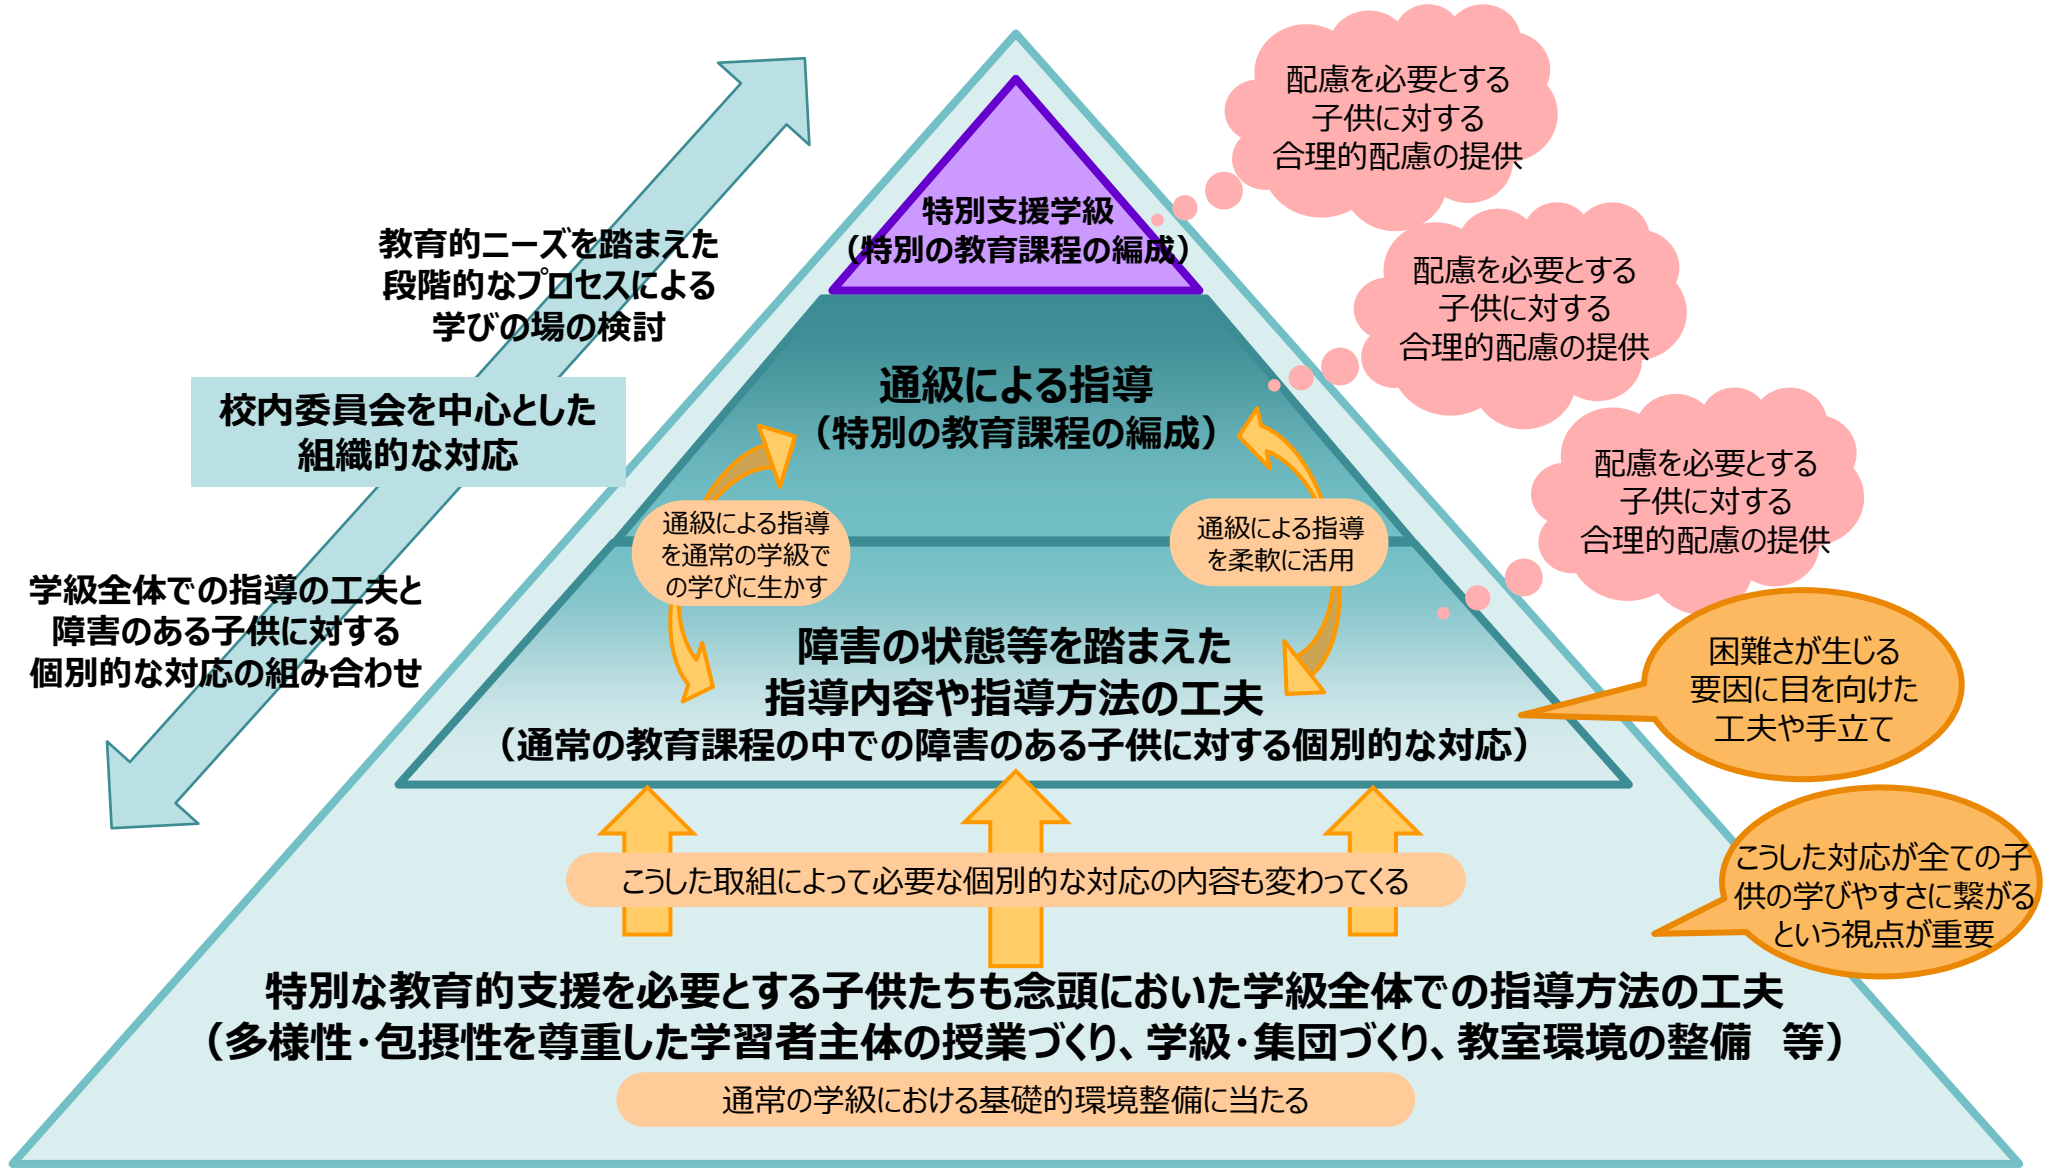 配慮を必要とする
子供に対する
合理的配慮の提供
特別支援学級
（特別の教育課程の編成）
教育的ニーズを踏まえた
段階的なプロセスによる
学びの場の検討
配慮を必要とする
子供に対する
合理的配慮の提供
通級による指導
（特別の教育課程の編成）
校内委員会を中心とした
組織的な対応
配慮を必要とする
子供に対する
合理的配慮の提供
通級による指導
を通常の学級で
の学びに生かす
通級による指導
を柔軟に活用
学級全体での指導の工夫と
障害のある子供に対する
個別的な対応の組み合わせ
障害の状態等を踏まえた
指導内容や指導方法の工夫
（通常の教育課程の中での障害のある子供に対する個別的な対応）
困難さが生じる
要因に目を向けた
工夫や手立て
こうした取組によって必要な個別的な対応の内容も変わってくる
こうした対応が全ての子
供の学びやすさに繋がる
という視点が重要
特別な教育的支援を必要とする子供たちも念頭においた学級全体での指導方法の工夫
（多様性・包摂性を尊重した学習者主体の授業づくり、学級・集団づくり、教室環境の整備　等）
通常の学級における基礎的環境整備に当たる